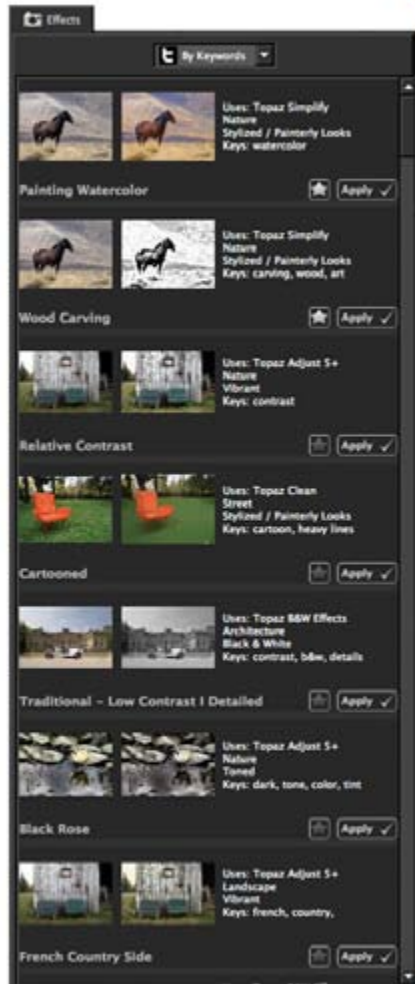 Effects
By Keywords
Uses: Topaz Simplify
Nature
Stylized / Painterly Looks
Keys: watercolor
Painting Watercolor
Apply
Uses: Topaz Simplify
Nature
Stylized / Painterly Looks
Keys: carving, wood, art
Wood Carving
Apply
Uses: Topaz Adjust 5+
Nature
Vibrant
Keys: contrast
Relative Contrast
Apply
Uses: Topaz Clean
Street
Stylized / Painterly Looks
Keys: cartoon, heavy lines
Cartooned
Apply
Uses: Topaz B&W Effects
Architecture
Black & White
Keys: contrast, b&w, details
Traditional - Low Contrast I Detailed
Apply
Uses: Topaz Adjust 5+
Nature
Toned
Keys: dark, tone, color, tint
Black Rose
Apply
Uses: Topaz Adjust 5+
Landscape
Vibrant
Keys: french, country,
French Country Side
Apply